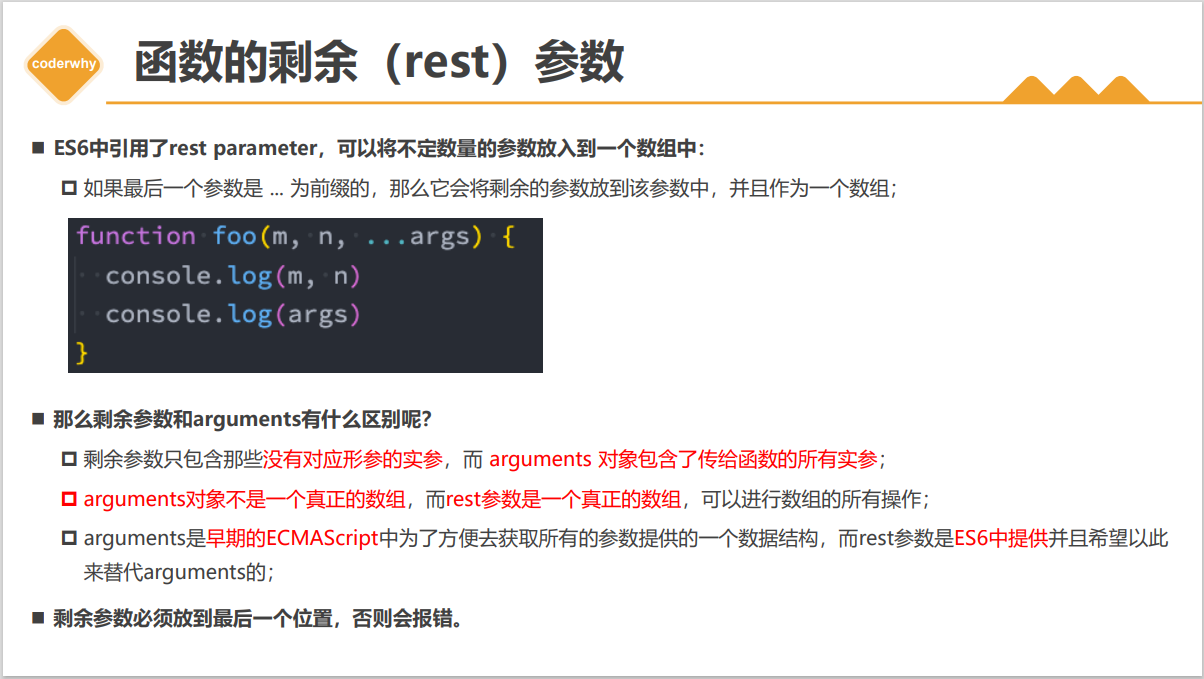 coderwhy
函数的剩余（rest）参数
ES6中引用了rest parameter，可以将不定数量的参数放入到一个数组中：
如果最后一个参数是 ... 为前缀的，那么它会将剩余的参数放到该参数中，并且作为一个数组；
function foo(m, n, ...args) {
console.log(m, n)
console.log(args)
}
那么剩余参数和arguments有什么区别呢？
剩余参数只包含那些没有对应形参的实参，而 arguments 对象包含了传给函数的所有实参；
arguments对象不是一个真正的数组，而rest参数是一个真正的数组，可以进行数组的所有操作；
arguments是早期的ECMAScript中为了方便去获取所有的参数提供的一个数据结构，而rest参数是ES6中提供并且希望以此
来替代arguments的；
剩余参数必须放到最后一个位置，否则会报错。